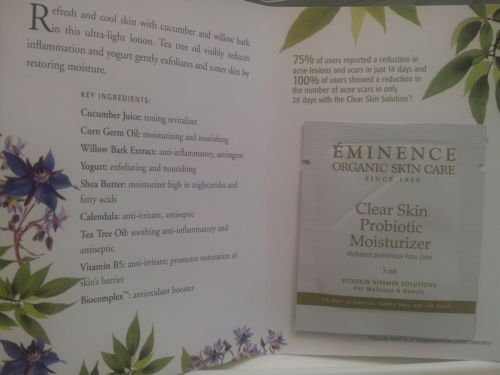 Refresh and cool skin with cucumber and willow bark
in this ultra-light lotion. Tea tree oil visibly reduces
inflammation and yogurt gently exfoliates and tones skin by
restoring moisture.
KEY INGREDIENTS:
Cucumber Juice: toning revitalizer
Corn Germ Oil: moisturizing and nourishing
Willow Bark Extract: anti-inflammatory, astringent
Yogurt: exfoliating and nourishing
Shea Butter: moisturizer high in triglycerides and
fatty acids
Calendula: anti-irritant, antiseptic
Tea Tree Oil: soothing anti-inflammatory and
antiseptic
Vitamin B5: anti-irritant; promotes restoration of
skin's barrier
Biocomplex™: antioxidant booster
75% of users reported a reduction in
acne lesions and scars in just 14 days and
100% of users showed a reduction in
the number of acne scars in only
28 days with the Clear Skin Solution*!
ÉMINENCE
ORGANIC SKIN CARE
SINCE 1958
Clear Skin
Probiotic
Moisturizer
Hydratant probiotique Peau claire
3 ml
VITASKIN VITAMIN SOLUTIONS
For Wellness & Beauty